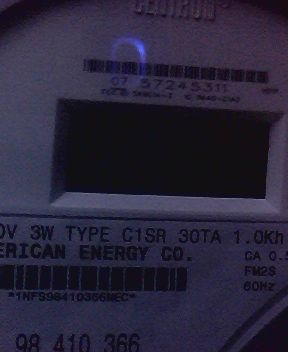 CENTRON
07 57245311
0V 3W TYPE C1SR 30TA 1.0Kh
ERICAN ENERGY CO. CA 0.5
FM2S
60Hz
*1NFS98410366MEC*
98 410 366